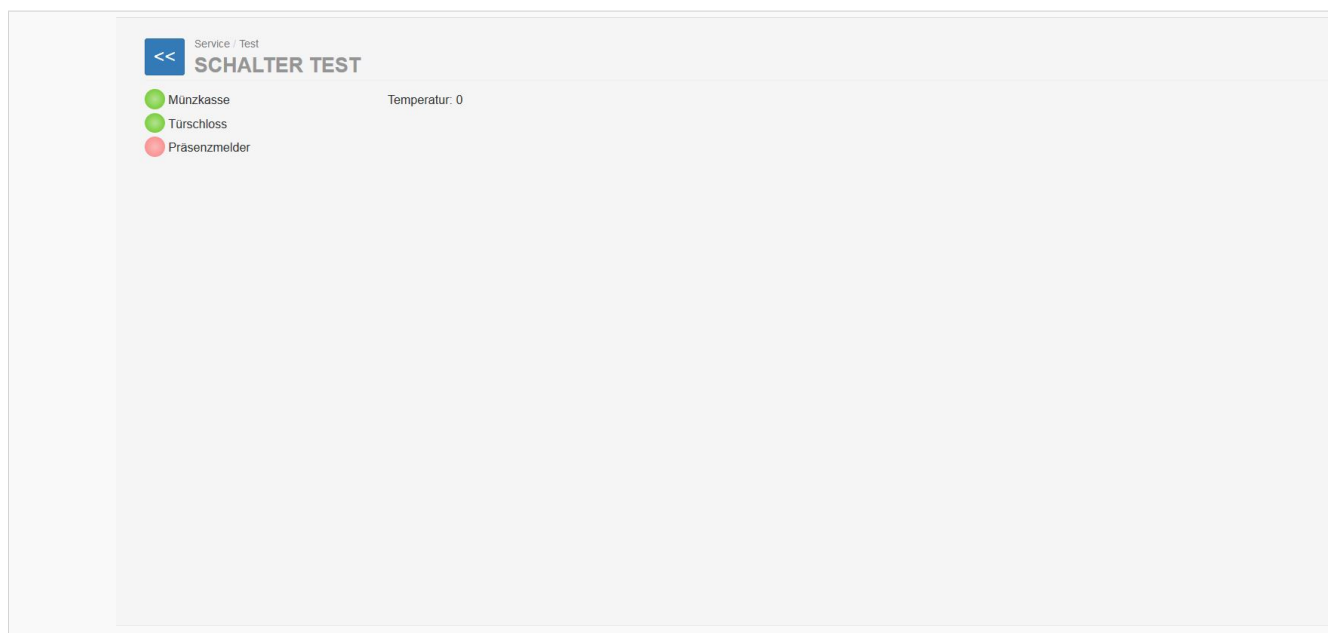 <<
Service / Test
SCHALTER TEST
Münzkasse
Temperatur: 0
Türschloss
Präsenzmelder